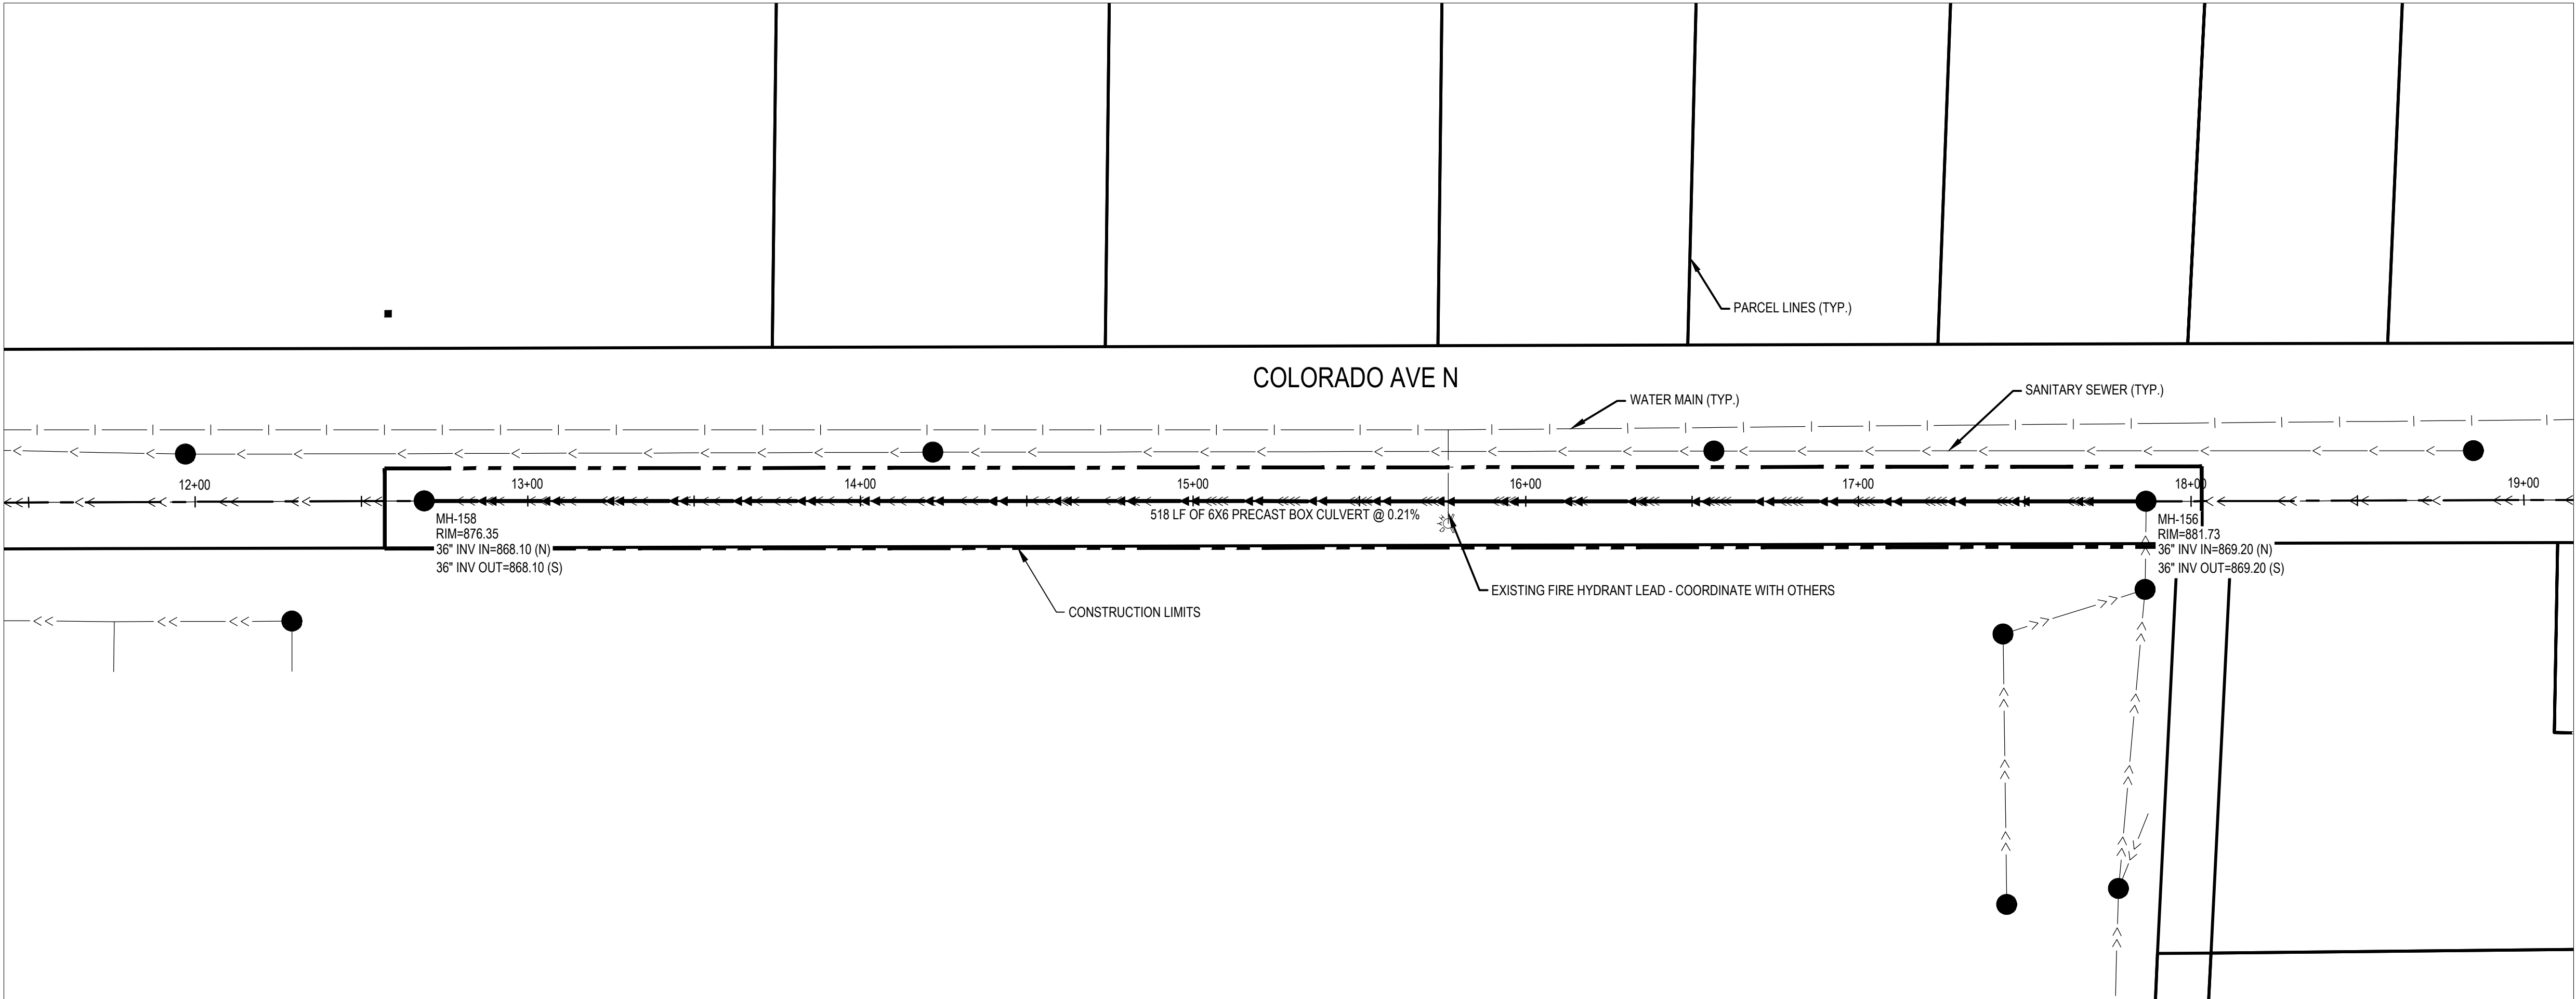 PARCEL LINES (TYP.)
COLORADO AVE N
SANITARY SEWER (TYP.)
WATER MAIN (TYP.)
12+00
13+00
14+00
15+00
16+00
17+00
18+00
19+00
518 LF OF 6X6 PRECAST BOX CULVERT @ 0.21%
MH-158
RIM=876.35
36" INV IN=868.10 (N)
36" INV OUT=868.10 (S)
MH-156
RIM=881.73
36" INV IN=869.20 (N)
36" INV OUT=869.20 (S)
EXISTING FIRE HYDRANT LEAD - COORDINATE WITH OTHERS
CONSTRUCTION LIMITS